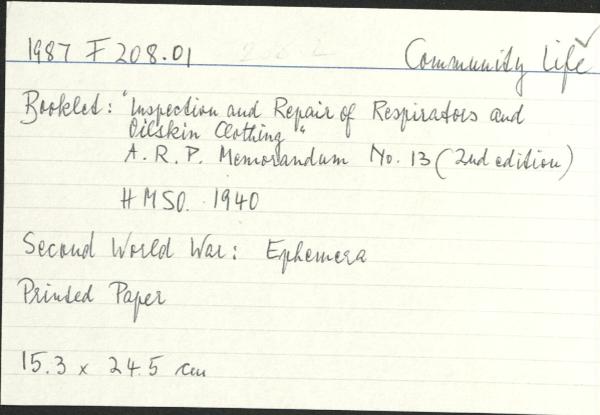 1987 F 208.01 Community Life
Booklet: "Inspection and Repair of Respirators and
Oilskin Clothing"
A.R.P. Memorandum No. 13 (2nd edition)
HMSO. 1940
Second World War: Ephemera
Printed Paper
15.3 x 24.5 cm